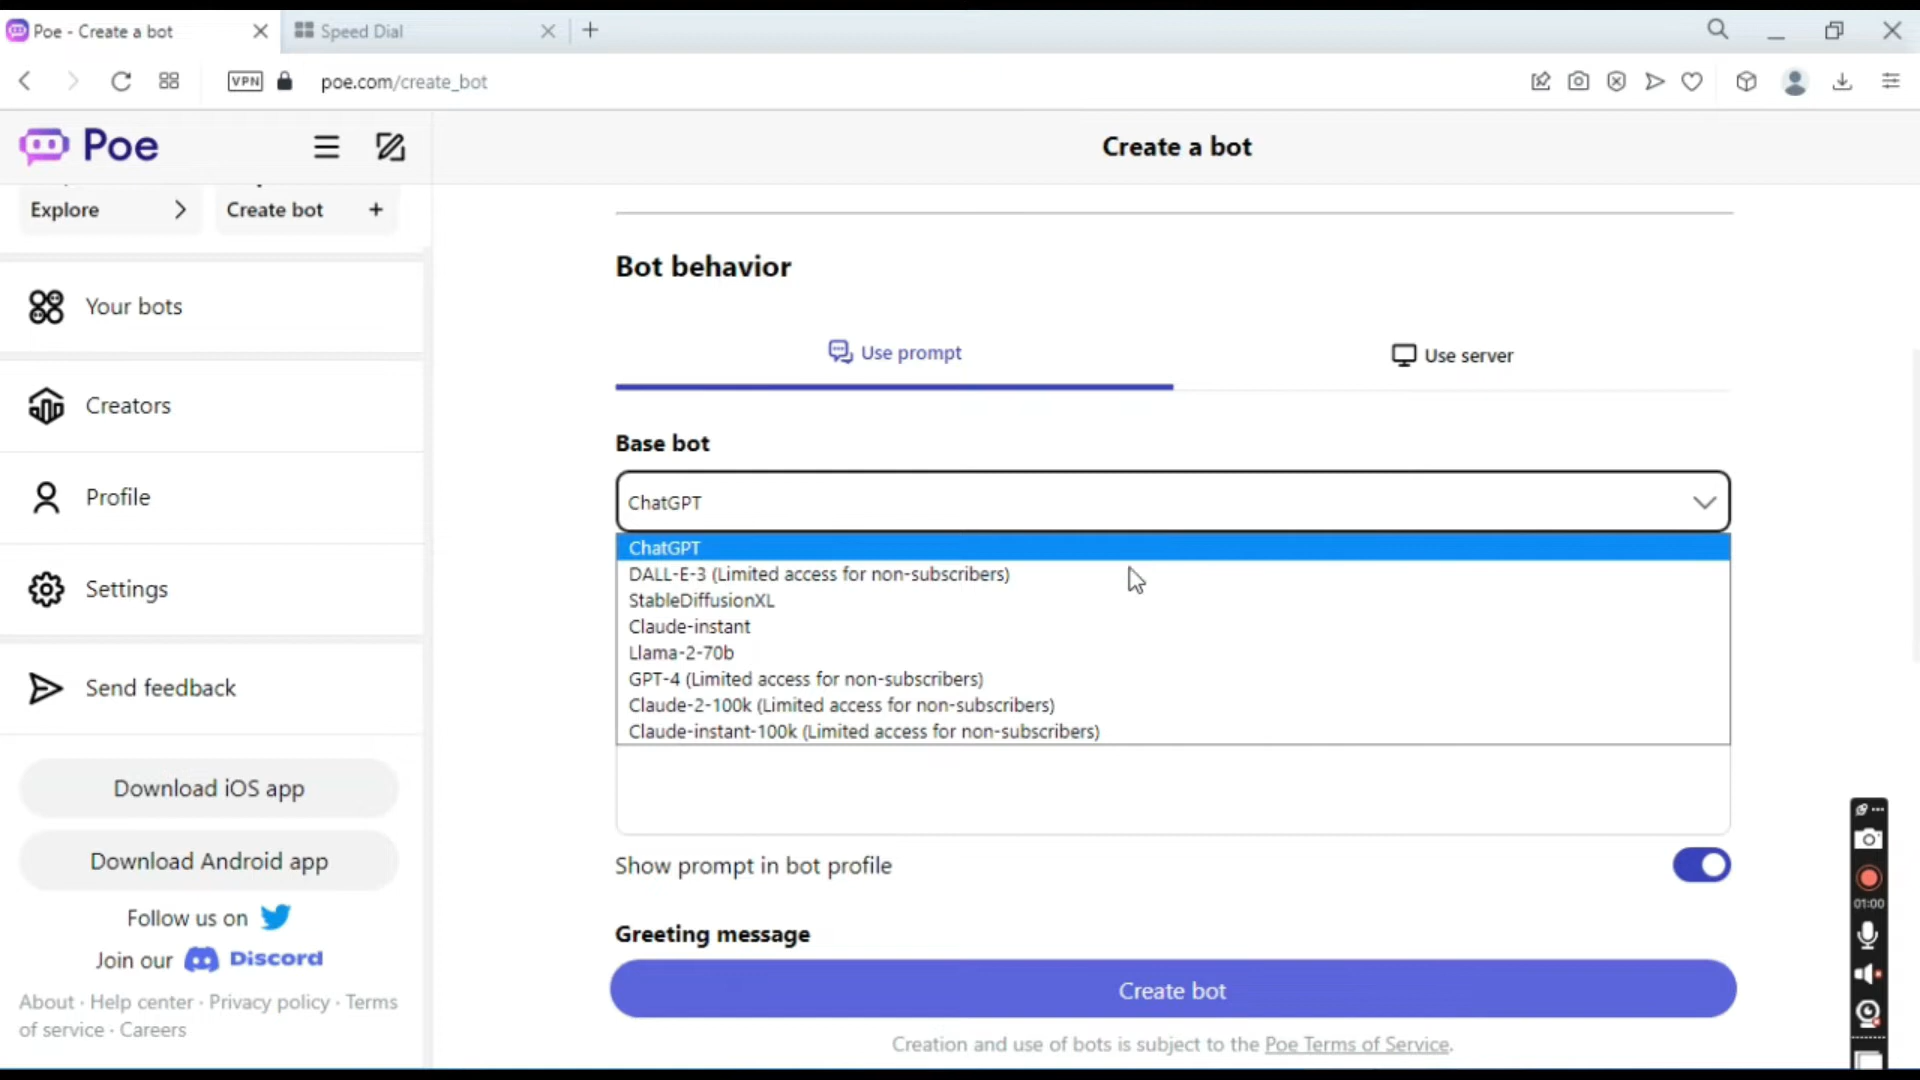 Poe - Create a bot
Speed Dial
VPN
poe.com/create_bot
Poe
Create a bot
Explore
Create bot +
Your bots
Creators
Profile
Settings
Send feedback
Download iOS app
Download Android app
Follow us on
Join our Discord
About · Help center · Privacy policy · Terms
of service · Careers
Bot behavior
Use prompt
Use server
Base bot
ChatGPT
ChatGPT
DALL-E-3 (Limited access for non-subscribers)
StableDiffusionXL
Claude-instant
Llama-2-70b
GPT-4 (Limited access for non-subscribers)
Claude-2-100k (Limited access for non-subscribers)
Claude-instant-100k (Limited access for non-subscribers)
Show prompt in bot profile
Greeting message
Create bot
Creation and use of bots is subject to the Poe Terms of Service.
01:00